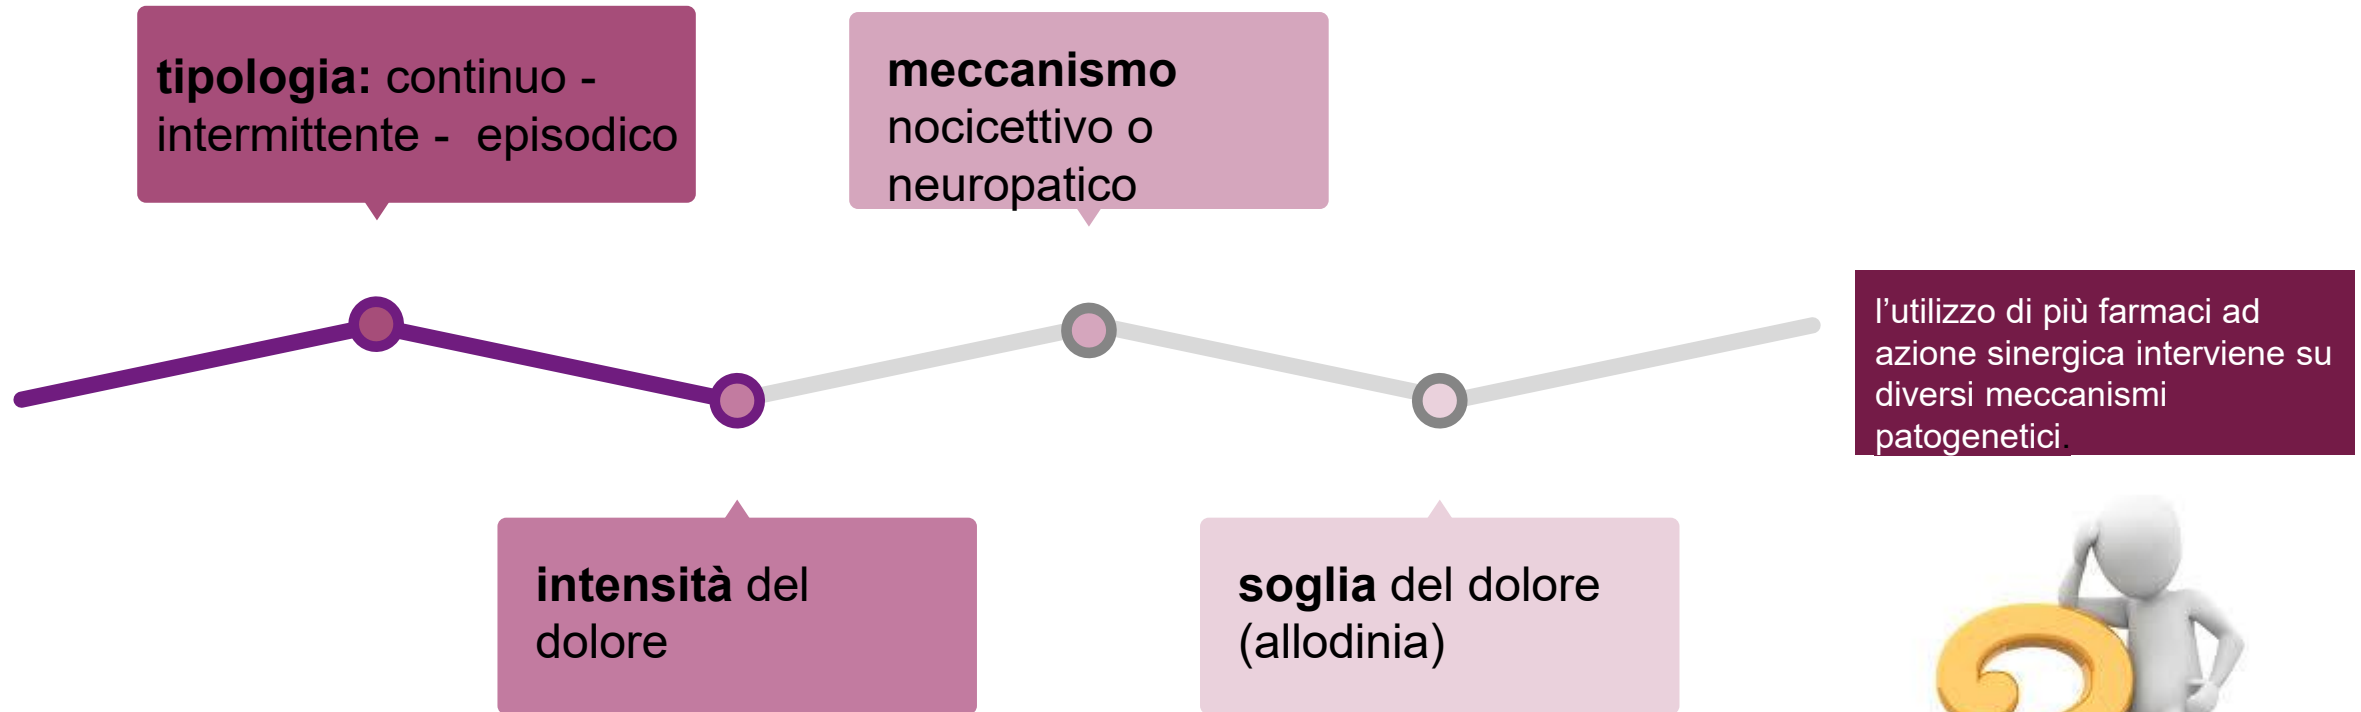 tipologia: continuo -
intermittente - episodico
meccanismo
nocicettivo o
neuropatico
l’utilizzo di più farmaci ad
azione sinergica interviene su
diversi meccanismi
patogenetici.
intensità del
dolore
soglia del dolore
(allodinia)